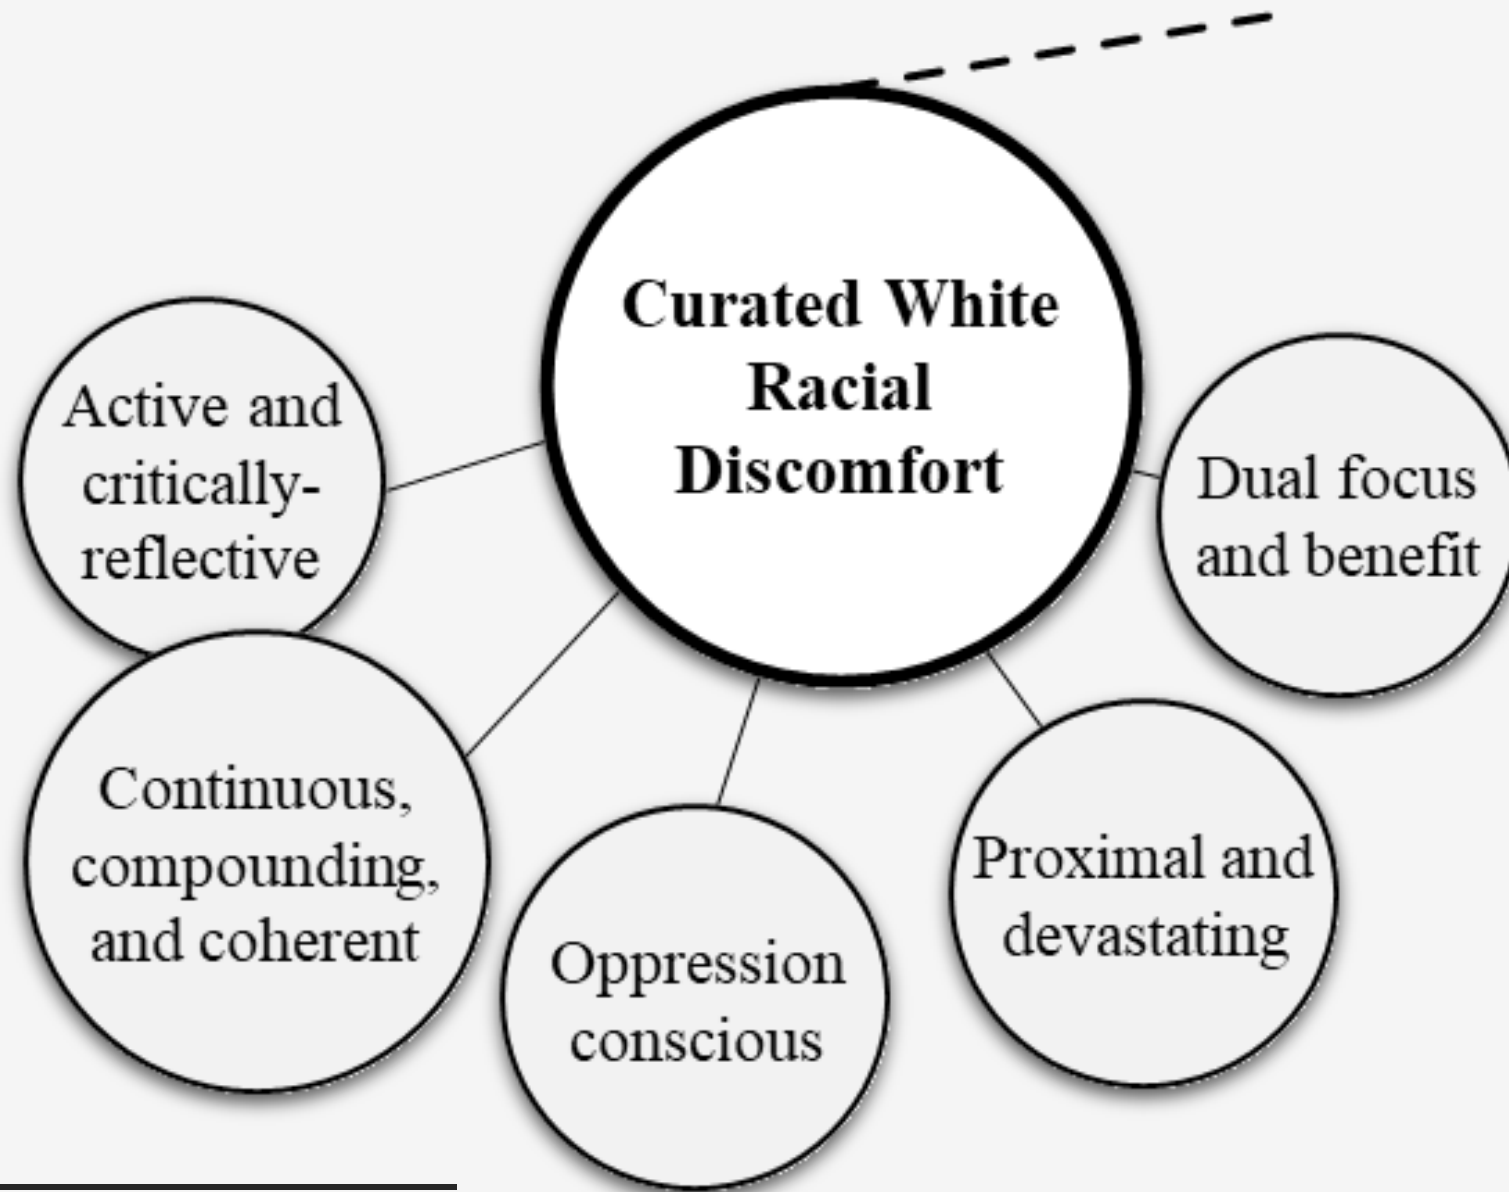 Curated White
Racial
Discomfort
Active and
critically-
reflective
Continuous,
compounding,
and coherent
Oppression
conscious
Proximal and
devastating
Dual focus
and benefit